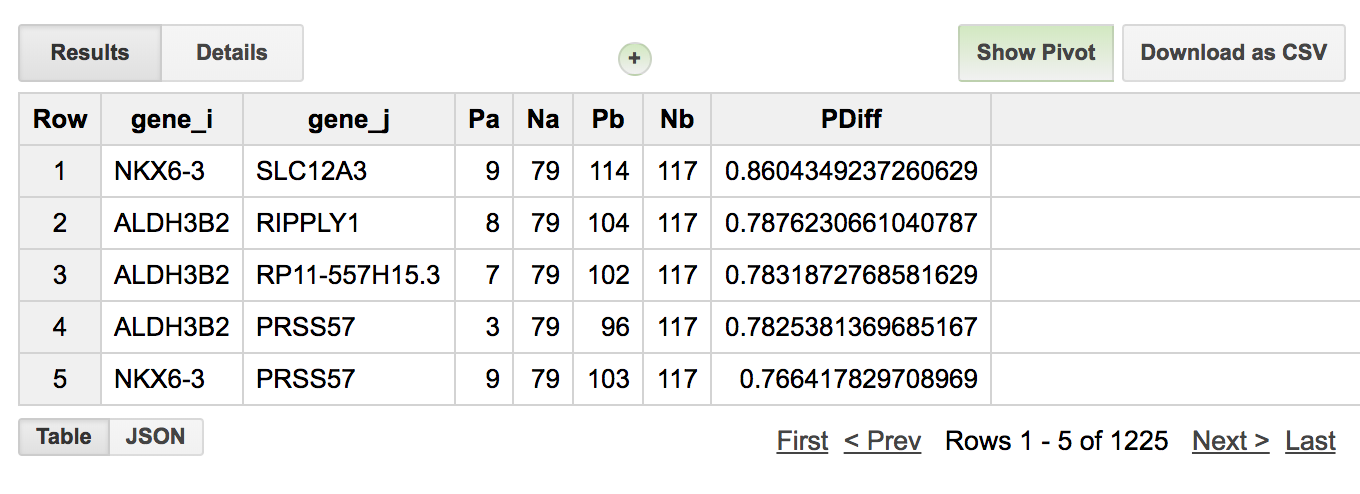 Results Details + Show Pivot Download as CSV
Row gene_i gene_j Pa Na Pb Nb PDiff
1 NKX6-3 SLC12A3 9 79 114 117 0.8604349237260629
2 ALDH3B2 RIPPLY1 8 79 104 117 0.7876230661040787
3 ALDH3B2 RP11-557H15.3 7 79 102 117 0.7831872768581629
4 ALDH3B2 PRSS57 3 79 96 117 0.7825381369685167
5 NKX6-3 PRSS57 9 79 103 117 0.766417829708969
Table JSON First < Prev Rows 1 - 5 of 1225 Next > Last